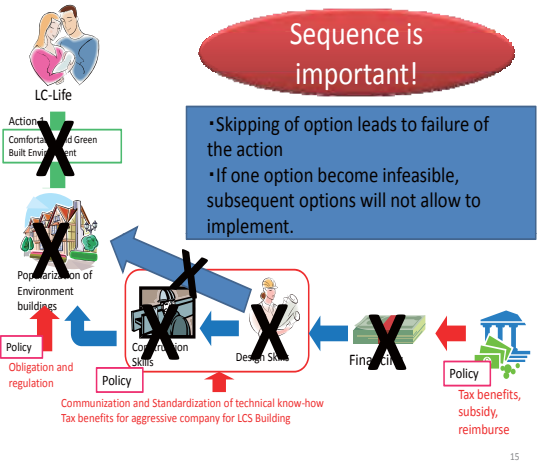 Sequence is
important!
LC-Life
Action
Comfortable and Green
Built Environment
・Skipping of option leads to failure of
the action
・If one option become infeasible,
subsequent options will not allow to
implement.
Popularization of
Environment
buildings
Construction
Skills
Design Skills
Financing
Policy
Obligation and
regulation
Policy
Communization and Standardization of technical know-how
Tax benefits for aggressive company for LCS Building
Policy
Tax benefits,
subsidy,
reimburse
15